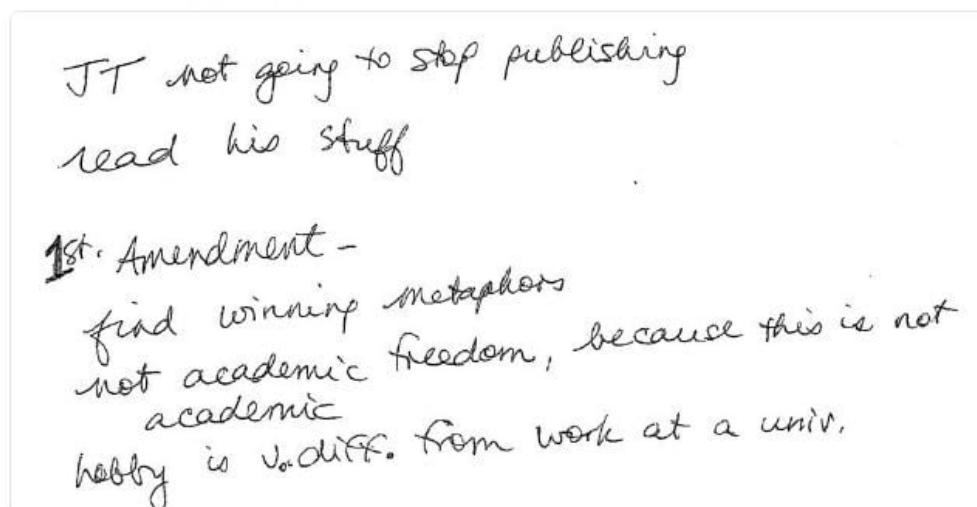 JT not going to stop publishing
read his stuff
1st. Amendment -
find winning metaphors
not academic freedom, because this is not
academic
hobby is v. diff. from work at a univ.